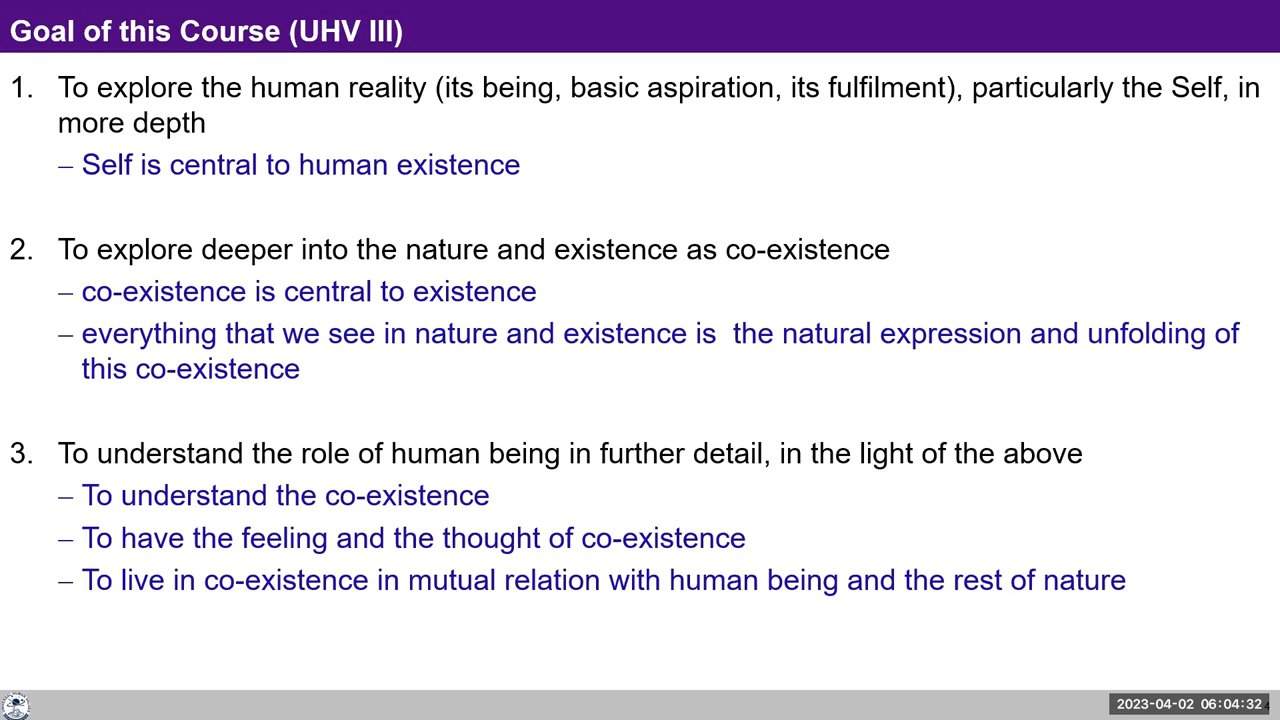 Goal of this Course (UHV III)
1. To explore the human reality (its being, basic aspiration, its fulfilment), particularly the Self, in
more depth
– Self is central to human existence
2. To explore deeper into the nature and existence as co-existence
– co-existence is central to existence
– everything that we see in nature and existence is  the natural expression and unfolding of
this co-existence
3. To understand the role of human being in further detail, in the light of the above
– To understand the co-existence
– To have the feeling and the thought of co-existence
– To live in co-existence in mutual relation with human being and the rest of nature
2023-04-02 06:04:32